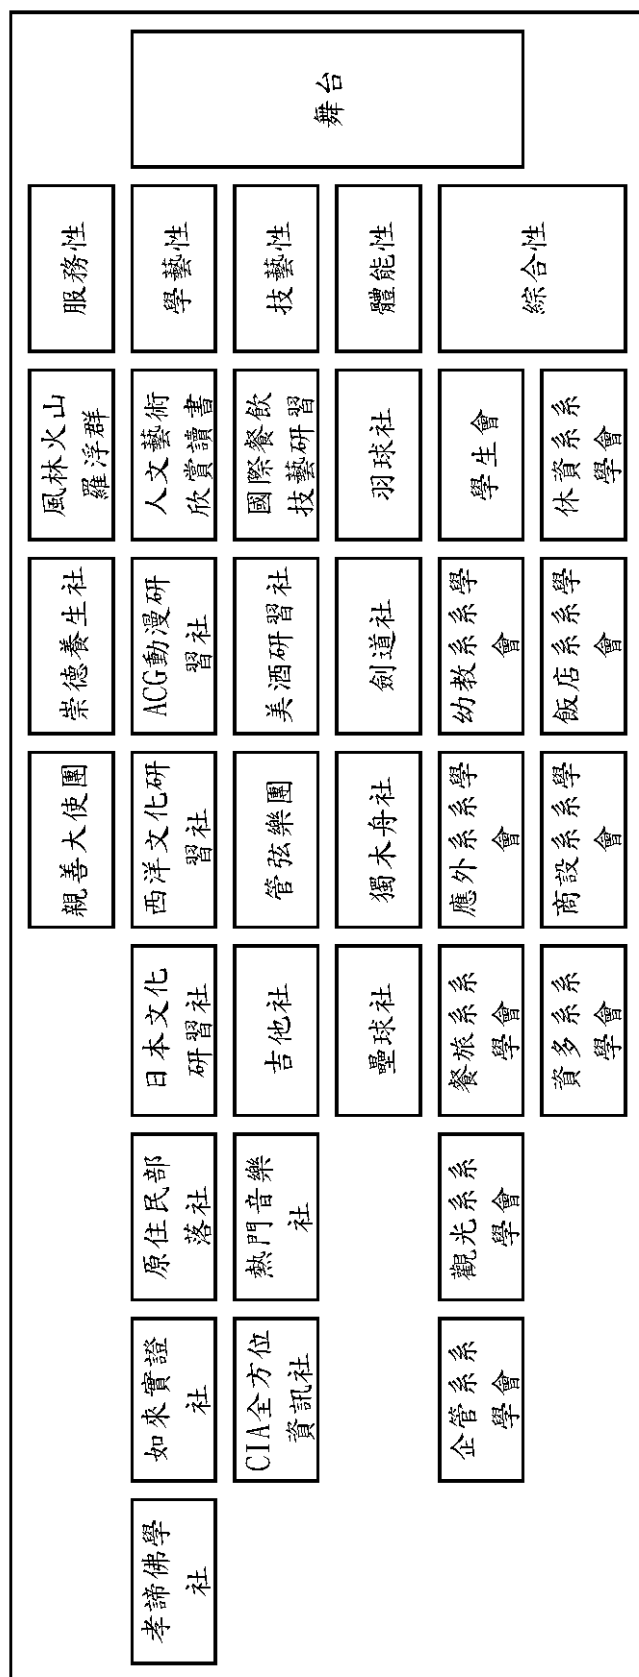 舞台
服務性
學藝性
技藝性
體能性
綜合性
風林火山
羅浮群
人文藝術
欣賞讀書
國際餐飲
技藝研習
羽球社
學生會
休資系系
學會
崇德養生社
ACG動漫研
習社
美酒研習社
劍道社
幼教系系學
會
飯店系系學
會
親善大使團
西洋文化研
習社
管弦樂團
獨木舟社
應外系系學
會
商設系系學
會
日本文化
研習社
吉他社
壘球社
餐旅系系
學會
資多系系
學會
原住民部
落社
熱門音樂
社
觀光系系
學會
如來實證
社
CIA全方位
資訊社
企管系系
學會
孝諦佛學
社